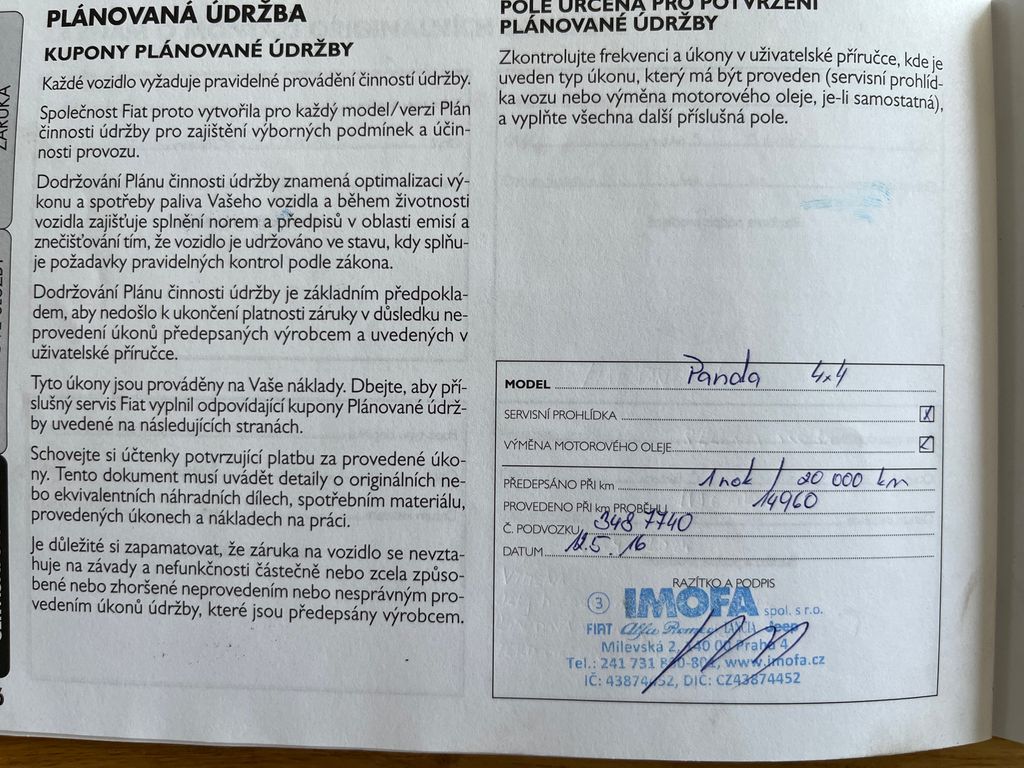 ZÁRUKA
PLÁNOVANÁ ÚDRŽBA
KUPONY PLÁNOVANÉ ÚDRŽBY
Každé vozidlo vyžaduje pravidelné provádění činností údržby.
Společnost Fiat proto vytvořila pro každý model/verzi Plán
činnosti údržby pro zajištění výborných podmínek a účin-
nosti provozu.
Dodržování Plánu činnosti údržby znamená optimalizaci vý-
konu a spotřeby paliva Vašeho vozidla a během životnosti
vozidla zajišťuje splnění norem a předpisů v oblasti emisí a
znečišťování tím, že vozidlo je udržováno ve stavu, kdy splňu-
je požadavky pravidelných kontrol podle zákona.
Dodržování Plánu činnosti údržby je základním předpokla-
dem, aby nedošlo k ukončení platnosti záruky v důsledku ne-
provedení úkonů předepsaných výrobcem a uvedených v
uživatelské příručce.
Tyto úkony jsou prováděny na Vaše náklady. Dbejte, aby pří-
slušný servis Fiat vyplnil odpovídající kupony Plánované údrž-
by uvedené na následujících stranách.
Schovejte si účtenky potvrzující platbu za provedené úko-
ny. Tento dokument musí uvádět detaily o originálních ne-
bo ekvivalentních náhradních dílech, spotřebním materiálu,
provedených úkonech a nákladech na práci.
Je důležité si zapamatovat, že záruka na vozidlo se nevzta-
huje na závady a nefunkčnosti částečně nebo zcela způso-
bené nebo zhoršené neprovedením nebo nesprávným pro-
vedením úkonů údržby, které jsou předepsány výrobcem.
POLE URČENÁ PRO POTVRZENÍ
PLÁNOVANÉ ÚDRŽBY
Zkontrolujte frekvenci a úkony v uživatelské příručce, kde je
uveden typ úkonu, který má být proveden (servisní prohlíd-
ka vozu nebo výměna motorového oleje, je-li samostatná),
a vyplňte všechna další příslušná pole.
MODEL Panda 4x4
SERVISNÍ PROHLÍDKA
VÝMĚNA MOTOROVÉHO OLEJE
PŘEDEPSÁNO PŘI km 1 rok / 20 000 km
PROVEDENO PŘI km PROBĚHU 14960
Č. PODVOZKU 348 7740
DATUM .5. 16
RAZÍTKO A PODPIS
3 IMOFA spol. s r.o.
FIAT Alfa Romeo LANCIA Jeep
Milevská 2, 140 00 Praha 4
Tel.: 241 731 800-801, www.imofa.cz
IČ: 43874452, DIČ: CZ43874452